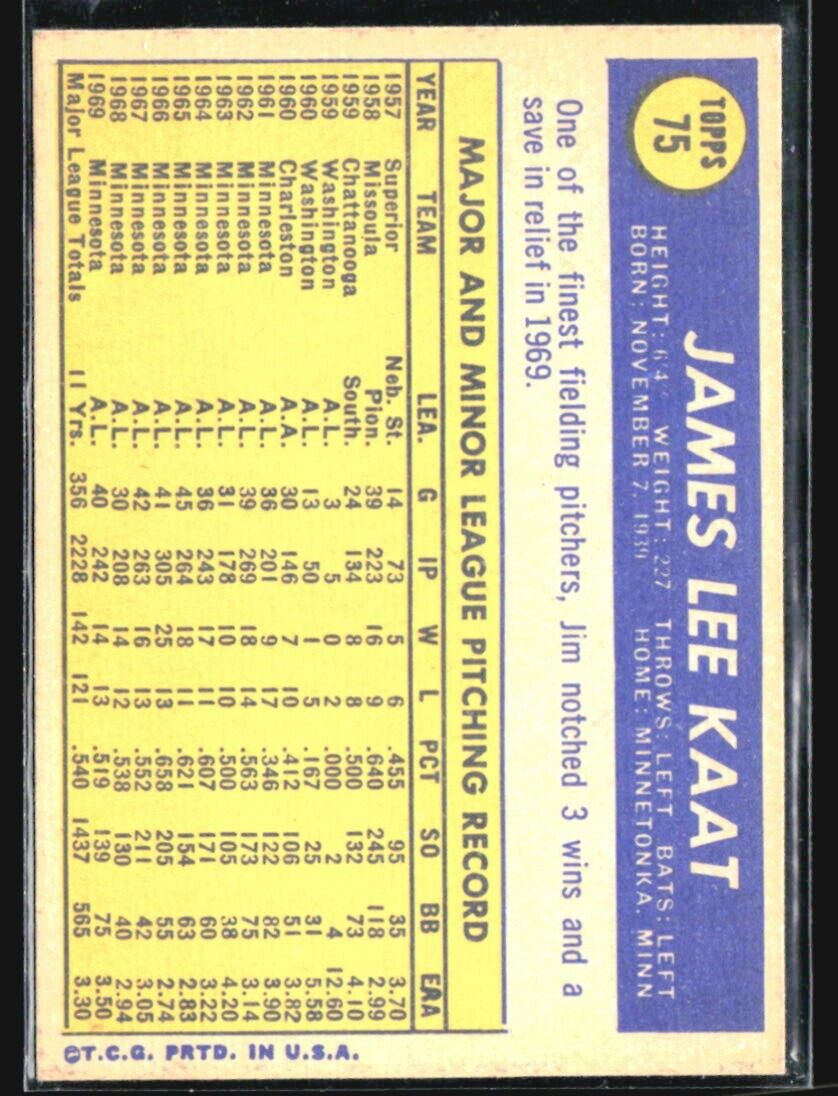 TOPPS
75
JAMES LEE KAAT
HEIGHT: 6'4" WEIGHT: 227 THROWS: LEFT BATS: LEFT
BORN: NOVEMBER 7, 1939 HOME: MINNETONKA, MINN
One of the finest fielding pitchers, Jim notched 3 wins and a
save in relief in 1969.
MAJOR AND MINOR LEAGUE PITCHING RECORD
YEAR TEAM LEA. G IP W L PCT SO BB ERA
1957 Superior Neb. St. 14 73 5 6 .455 95 35 3.70
1958 Missoula Pion. 39 223 16 9 .640 245 118 2.99
1959 Chattanooga South. 24 134 8 8 .500 132 73 4.10
1959 Washington A.L. 3 5 0 2 .000 2 4 12.60
1960 Washington A.L. 13 50 1 5 .167 25 31 5.58
1960 Charleston A.A. 30 146 7 10 .412 106 51 3.82
1961 Minnesota A.L. 36 201 9 17 .346 122 82 3.90
1962 Minnesota A.L. 39 269 18 14 .563 173 75 3.14
1963 Minnesota A.L. 31 178 10 10 .500 105 38 4.20
1964 Minnesota A.L. 36 243 17 11 .607 171 60 3.22
1965 Minnesota A.L. 45 264 18 11 .621 154 63 2.83
1966 Minnesota A.L. 41 305 25 13 .658 205 55 2.74
1967 Minnesota A.L. 42 263 16 13 .552 211 42 3.05
1968 Minnesota A.L. 30 208 14 12 .538 130 40 2.94
1969 Minnesota A.L. 40 242 14 13 .519 139 75 3.50
Major League Totals 11 Yrs. 356 2228 142 121 .540 1437 565 3.30
©T.C.G. PRTD. IN U.S.A.